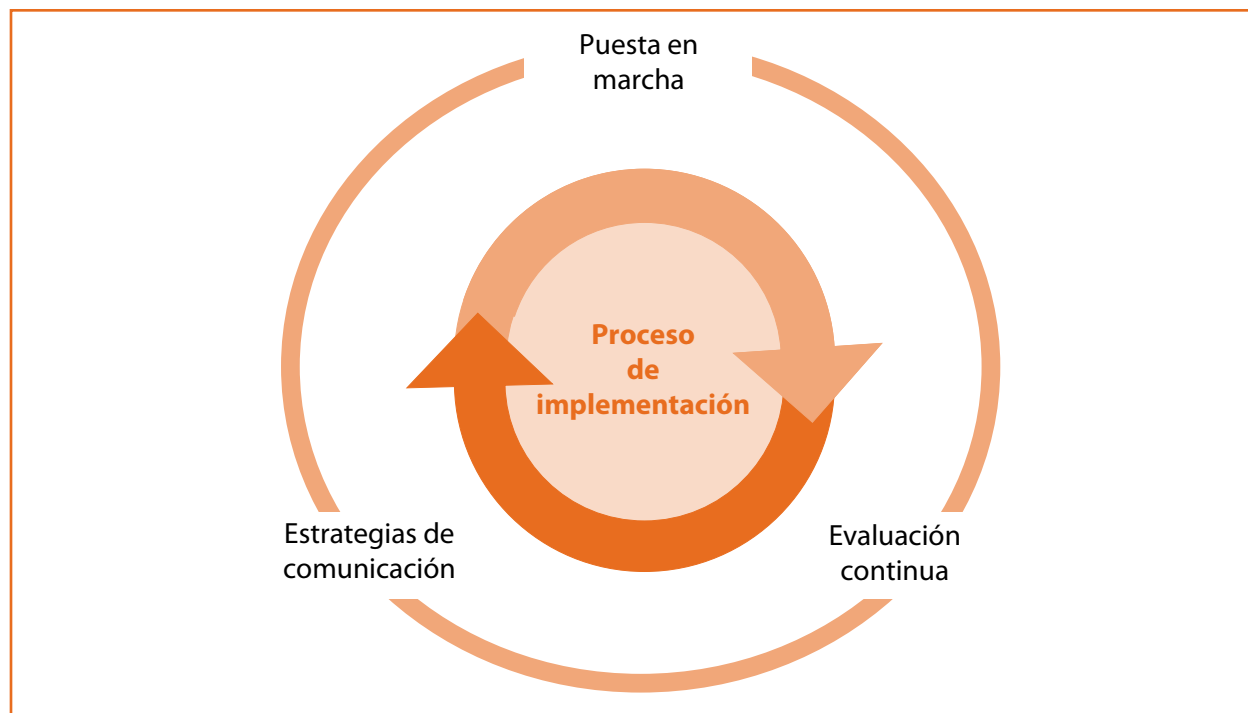 Puesta en
marcha
Proceso
de
implementación
Estrategias de
comunicación
Evaluación
continua